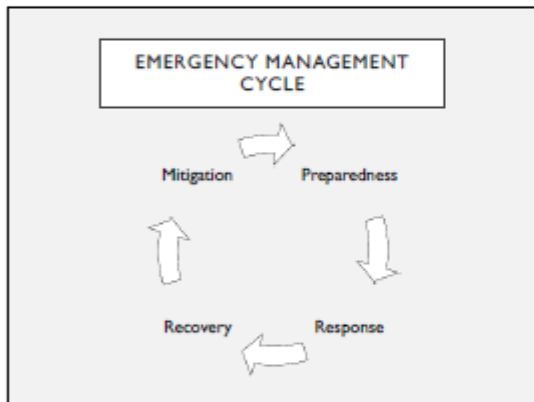 EMERGENCY MANAGEMENT
CYCLE
Mitigation
Preparedness
Recovery
Response